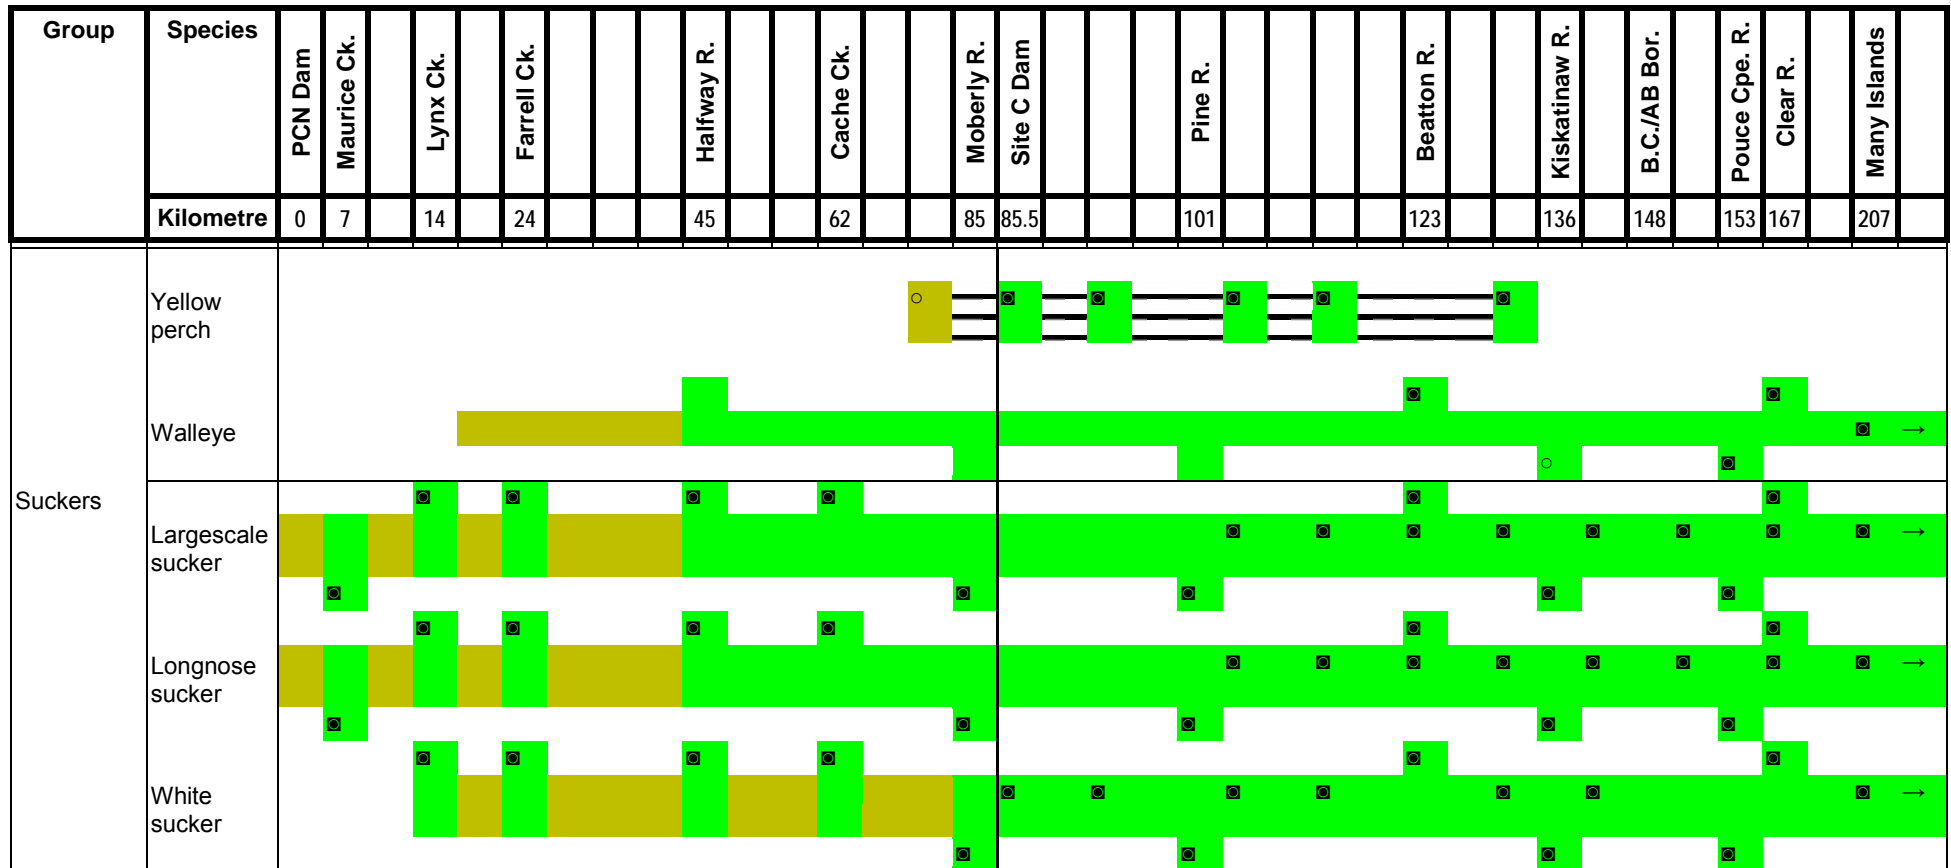 Group
Species
PCN Dam
Maurice Ck.
Lynx Ck.
Farrell Ck.
Halfway R.
Cache Ck.
Moberly R.
Site C Dam
Pine R.
Beatton R.
Kiskatinaw R.
B.C./AB Bor.
Pouce Cpe. R.
Clear R.
Many Islands
Kilometre 0 7 14 24 45 62 85 85.5 101 123 136 148 153 167 207
Yellow
perch
Walleye
→
Suckers
Largescale
sucker
→
Longnose
sucker
→
White
sucker
→